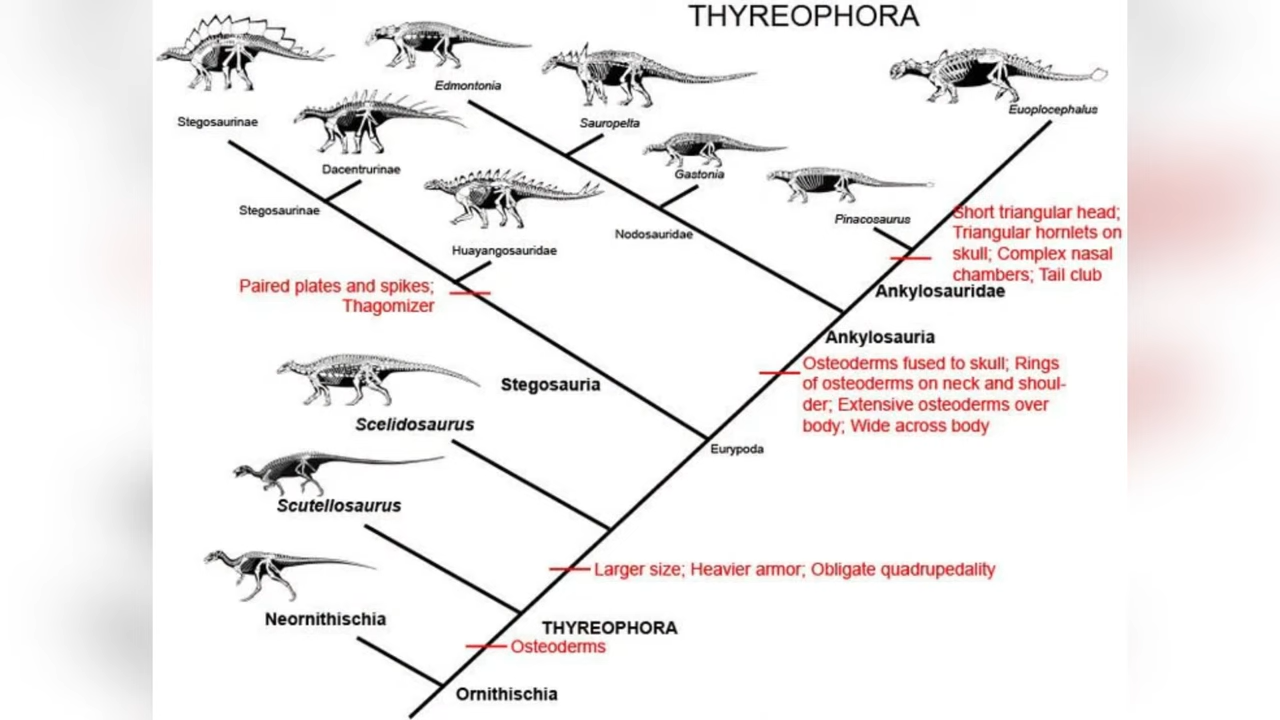 THYREOPHORA
Edmontonia
Euoplocephalus
Stegosaurinae
Sauropelta
Dacentrurinae
Gastonia
Stegosaurinae
Pinacosaurus
Short triangular head;
Triangular hornlets on
skull; Complex nasal
chambers; Tail club
Nodosauridae
Huayangosauridae
Paired plates and spikes;
Thagomizer
Ankylosauridae
Ankylosauria
Osteoderms fused to skull; Rings
of osteoderms on neck and shoul-
der; Extensive osteoderms over
body; Wide across body
Stegosauria
Scelidosaurus
Eurypoda
Scutellosaurus
Larger size; Heavier armor; Obligate quadrupedality
Neornithischia
THYREOPHORA
Osteoderms
Ornithischia